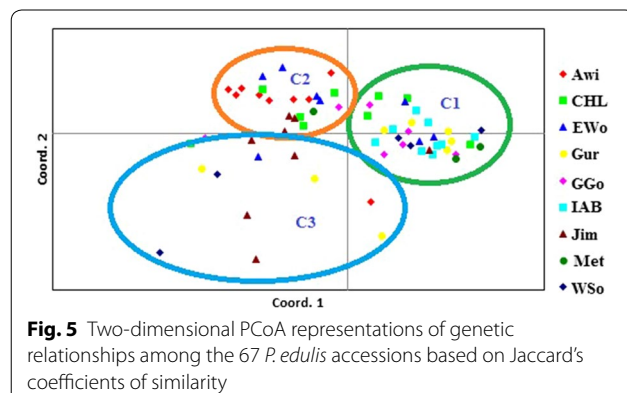 C2
C1
C3
Coord. 2
Coord. 1
Awi
CHL
EWo
Gur
GGo
IAB
Jim
Met
WSo
Fig. 5 Two-dimensional PCoA representations of genetic
relationships among the 67 P. edulis accessions based on Jaccard’s
coefficients of similarity